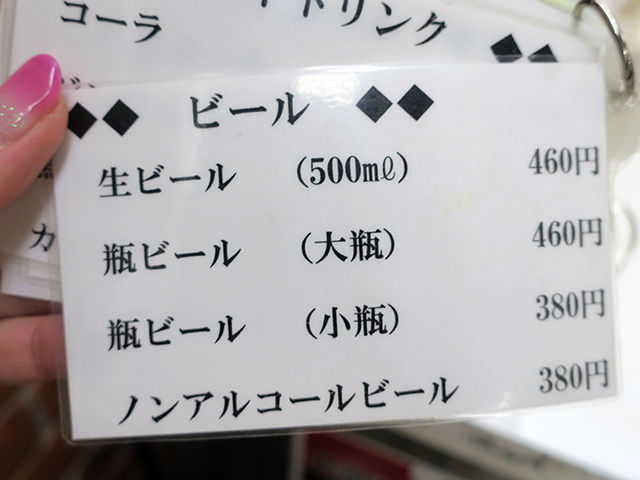 コーラ
ドリンク
◆◆ ビール ◆◆
生ビール (500㎖) 460円
瓶ビール (大瓶) 460円
瓶ビール (小瓶) 380円
ノンアルコールビール 380円
カ